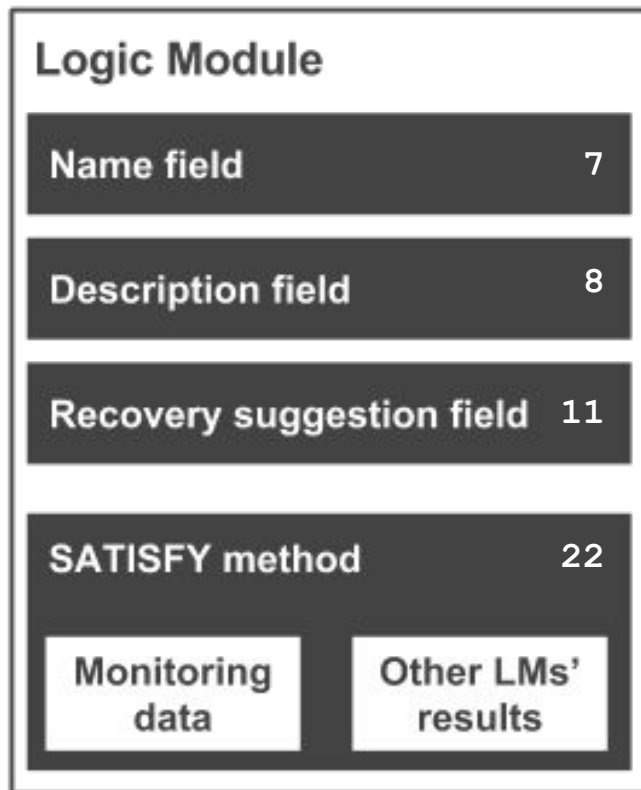 Logic Module
Name field 7
Description field 8
Recovery suggestion field 11
SATISFY method 22
Monitoring
data
Other LMs’
results